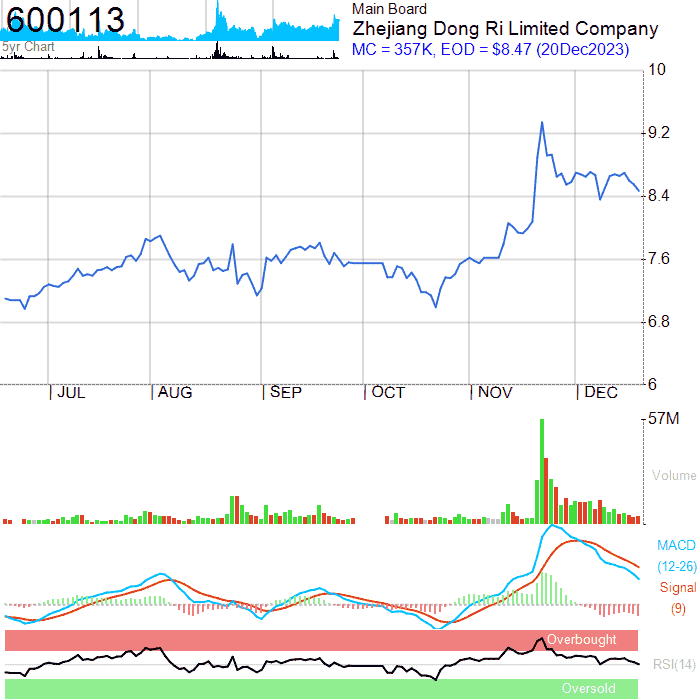 600113
5yr Chart
Main Board
Zhejiang Dong Ri Limited Company
MC = 357K, EOD = $8.47 (20Dec2023)
10
9.2
8.4
7.6
6.8
6
JUL AUG SEP OCT NOV DEC
57M
Volume
MACD
(12-26)
Signal
(9)
Overbought
RSI(14)
Oversold